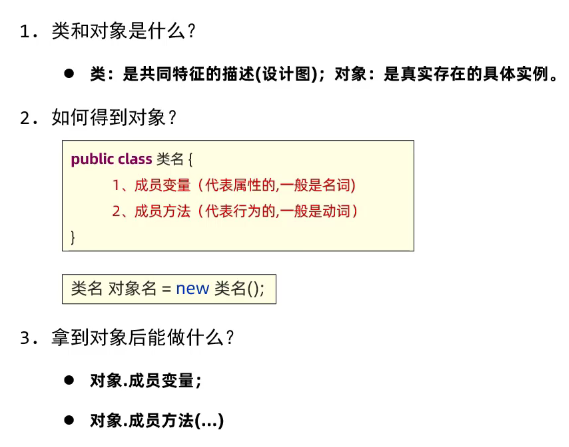 1. 类和对象是什么?
● 类：是共同特征的描述(设计图)；对象：是真实存在的具体实例。
2. 如何得到对象?
public class 类名 {
1、成员变量（代表属性的,一般是名词)
2、成员方法（代表行为的,一般是动词）
}
类名 对象名 = new 类名();
3. 拿到对象后能做什么?
● 对象.成员变量；
● 对象.成员方法(...)